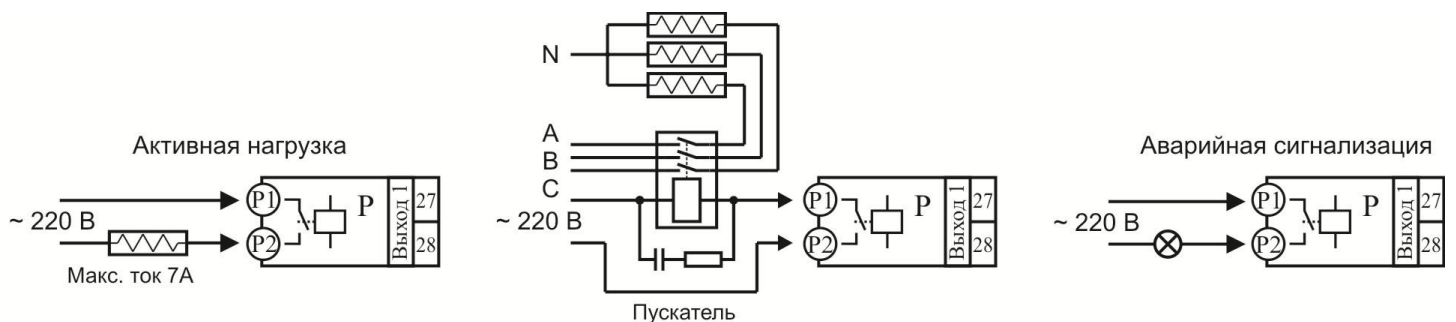 Активная нагрузка
~ 220 В
Макс. ток 7А
P1
P2
Р
Выход 1
27
28
N
A
B
C
~ 220 В
Пускатель
P1
P2
Р
Выход 1
27
28
Аварийная сигнализация
~ 220 В
P1
P2
Р
Выход 1
27
28